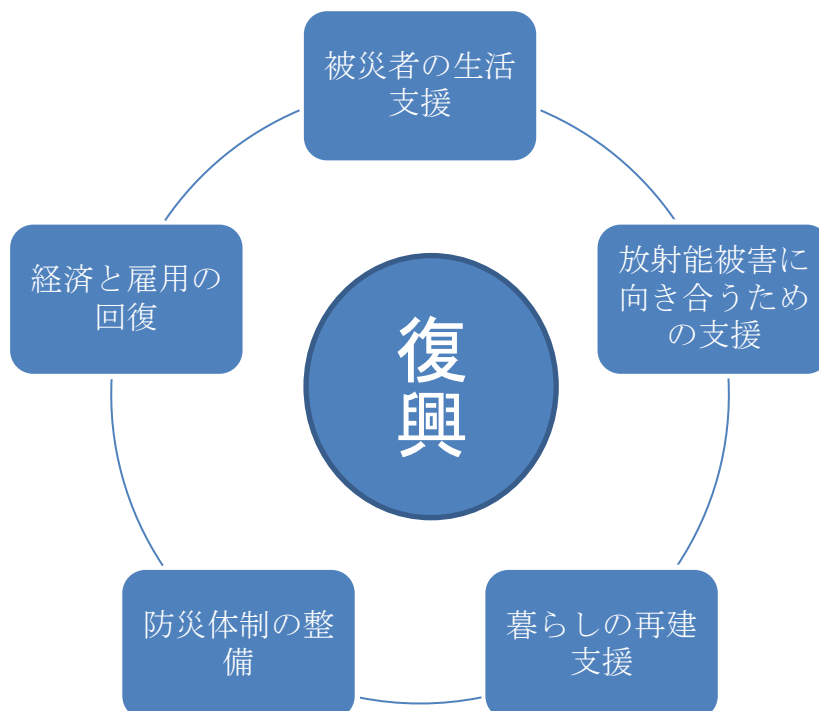 被災者の生活
支援
放射能被害に
向き合うため
の支援
暮らしの再建
支援
防災体制の整
備
経済と雇用の
回復
復
興